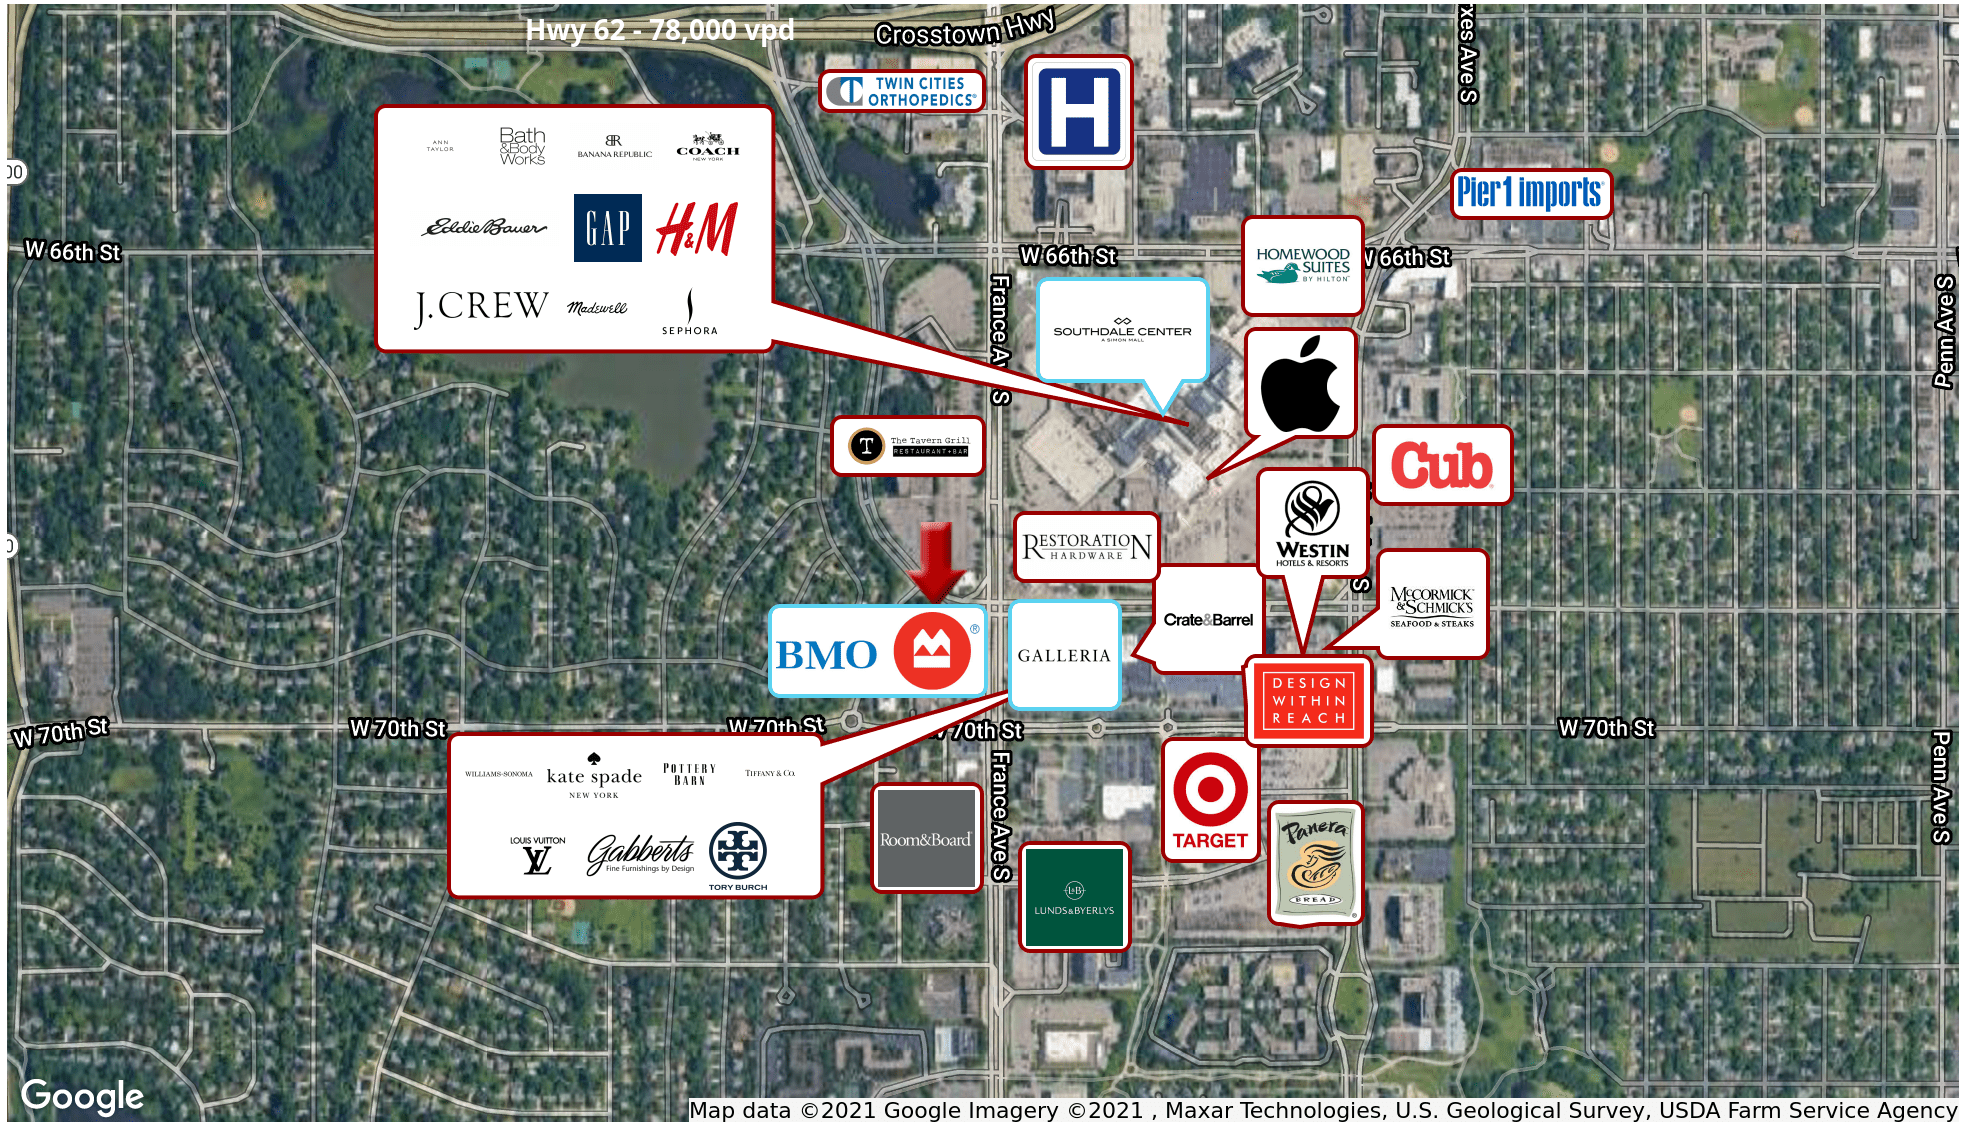 Hwy 62 - 78,000 vpd
Crosstown Hwy
xes Ave S
TWIN CITIES
ORTHOPEDICS®
H
ANN
TAYLOR
Bath
&Body
Works
BR
BANANA REPUBLIC
COACH
NEW YORK
Eddie Bauer
GAP
H&M
J.CREW
Madewell
SEPHORA
00
Pier 1 imports
W 66th St
W 66th St
W 66th St
HOMEWOOD
SUITES
BY HILTON
France A
S
SOUTHDALE CENTER
A SIMON MALL
Penn Ave S
T
The Tavern Grill
RESTAURANT+BAR
Cub
RESTORATION
HARDWARE
WESTIN
HOTELS & RESORTS
S
0
McCORMICK
& SCHMICK'S
SEAFOOD & STEAKS
Crate&Barrel
BMO ®
GALLERIA
DESIGN
WITHIN
REACH
W 70th St
W 70th St
W 70th St
W 70th St
W 70th St
WILLIAMS-SONOMA
kate spade
NEW YORK
POTTERY
BARN
TIFFANY & CO.
LOUIS VUITTON
LV
Gabberts
Fine Furnishings by Design
TORY BURCH
Room&Board
France Ave S
L&B
LUNDS&BYERLYS
TARGET
Panera
BREAD
®
Penn Ave S
Google
Map data ©2021 Google Imagery ©2021 , Maxar Technologies, U.S. Geological Survey, USDA Farm Service Agency